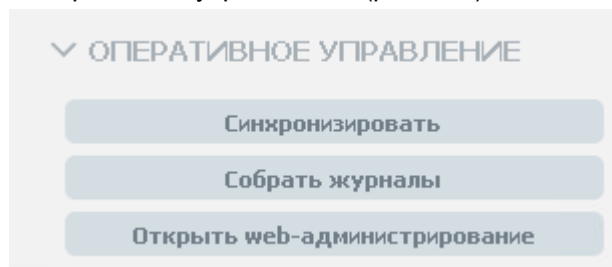 ОПЕРАТИВНОЕ УПРАВЛЕНИЕ
Синхронизировать
Собрать журналы
Открыть web-администрирование